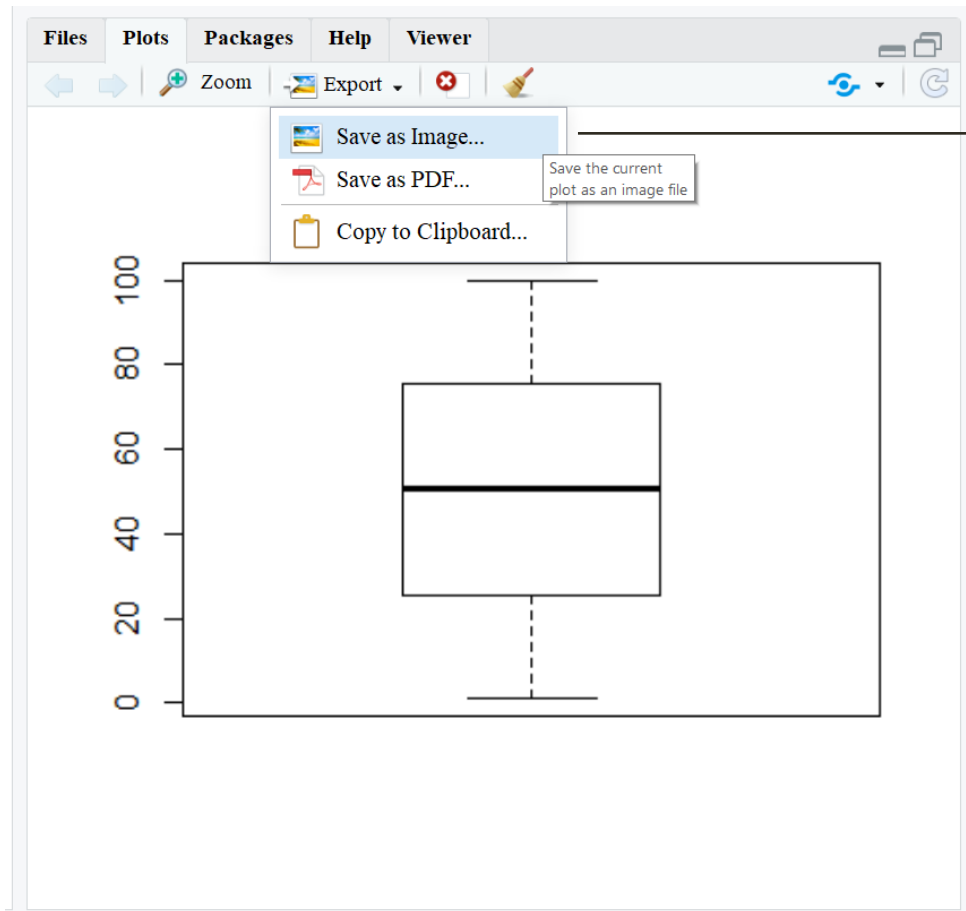 Files Plots Packages Help Viewer
Zoom Export
Save as Image...
Save the current
plot as an image file
Save as PDF...
Copy to Clipboard...
100
80
60
40
20
0